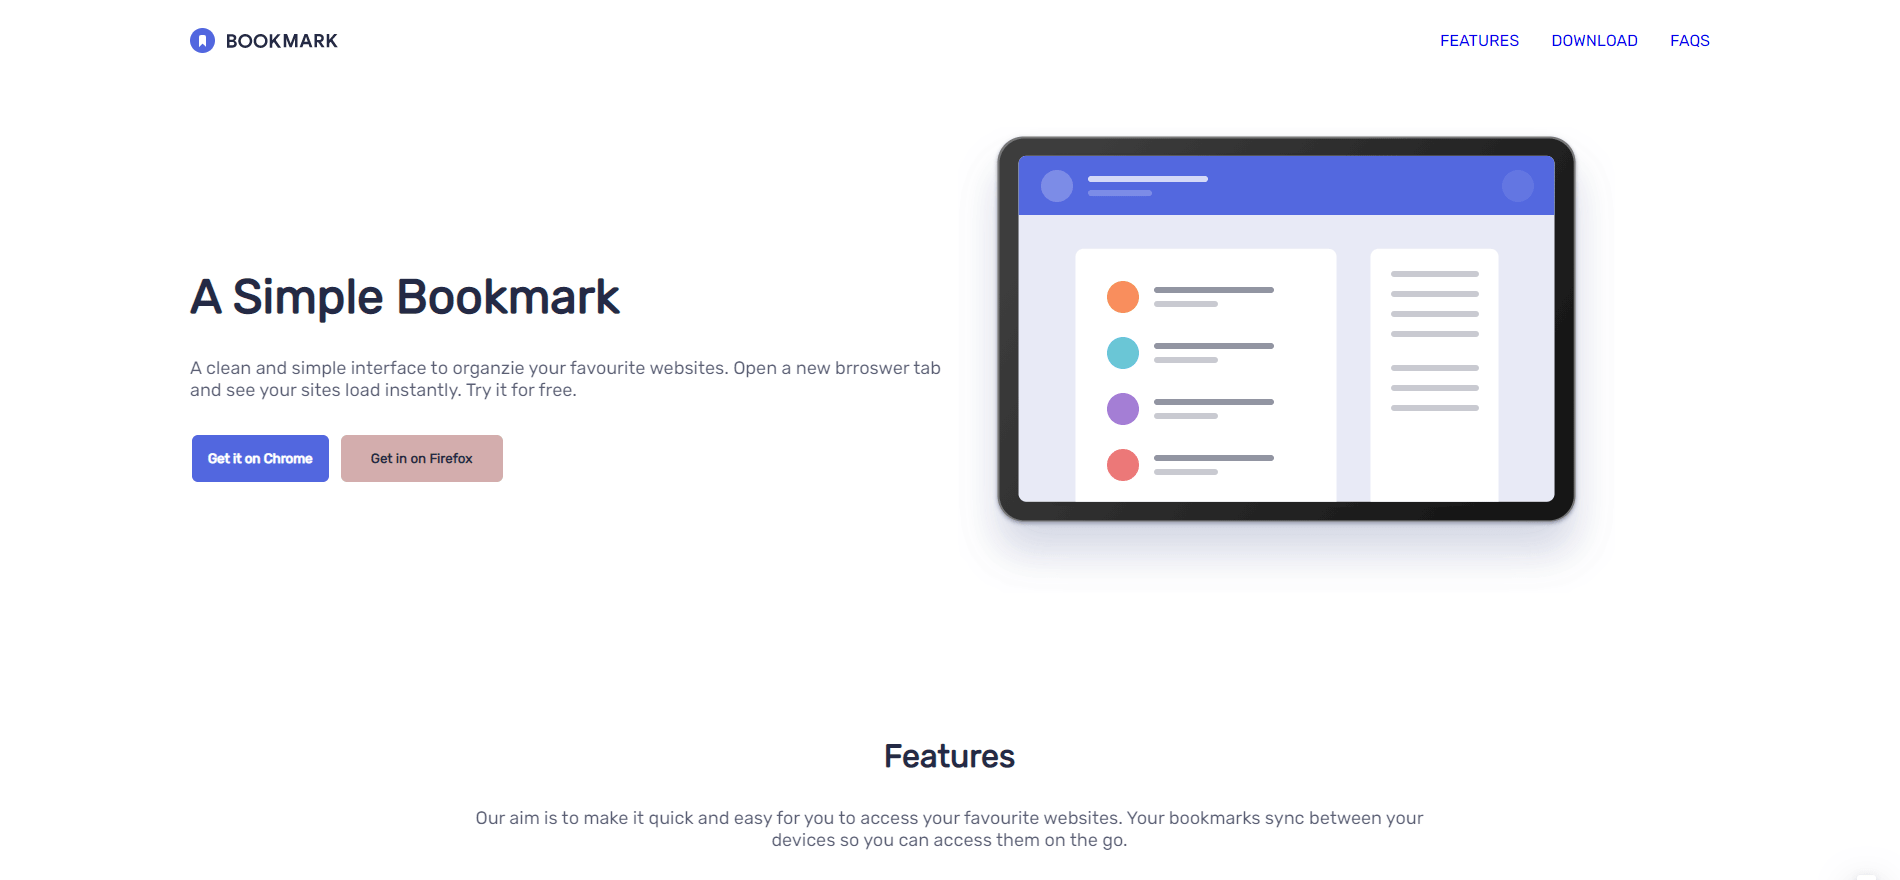 BOOKMARK
FEATURES DOWNLOAD FAQS
A Simple Bookmark
A clean and simple interface to organzie your favourite websites. Open a new brroswer tab
and see your sites load instantly. Try it for free.
Get it on Chrome
Get in on Firefox
Features
Our aim is to make it quick and easy for you to access your favourite websites. Your bookmarks sync between your
devices so you can access them on the go.